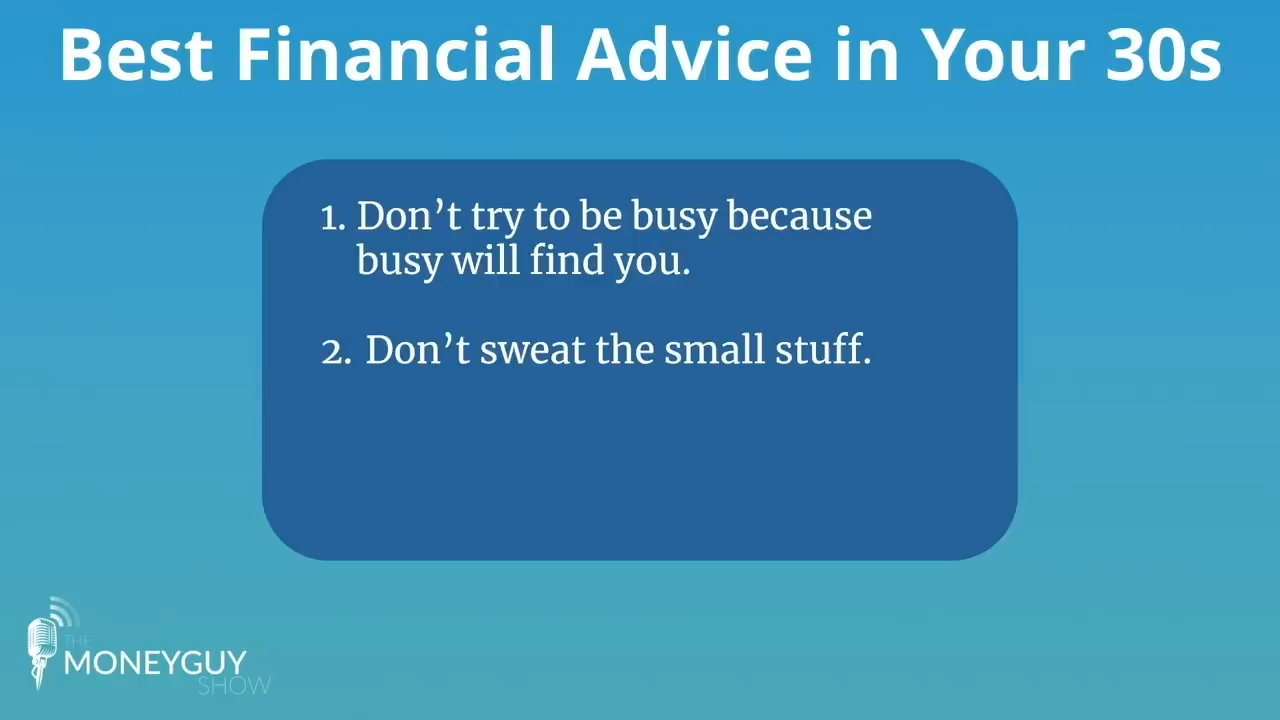 Best Financial Advice in Your 30s
1. Don’t try to be busy because
busy will find you.
2. Don’t sweat the small stuff.
THE
MONEYGUY
SHOW